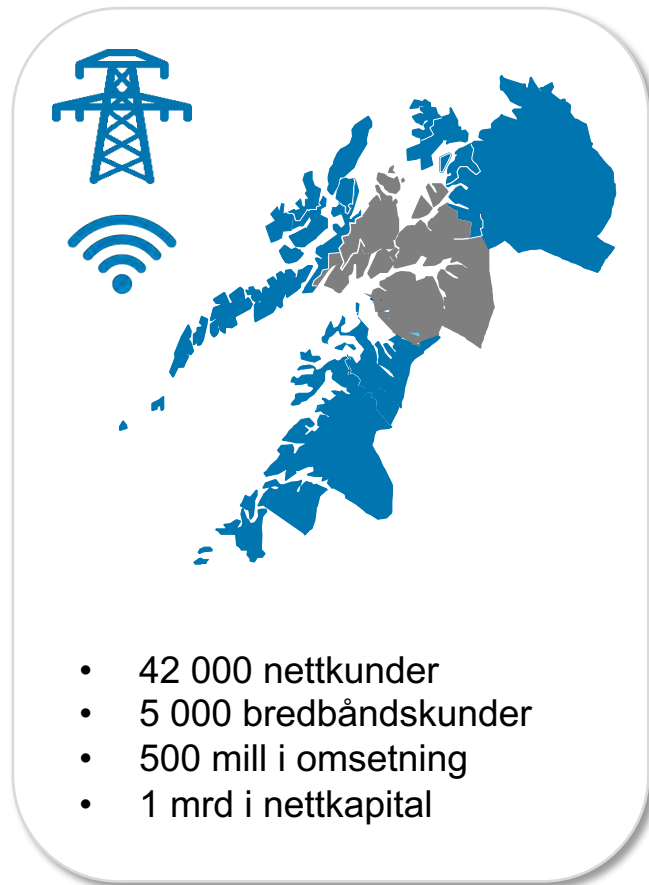 • 42 000 nettkunder
• 5 000 bredbåndskunder
• 500 mill i omsetning
• 1 mrd i nettkapital